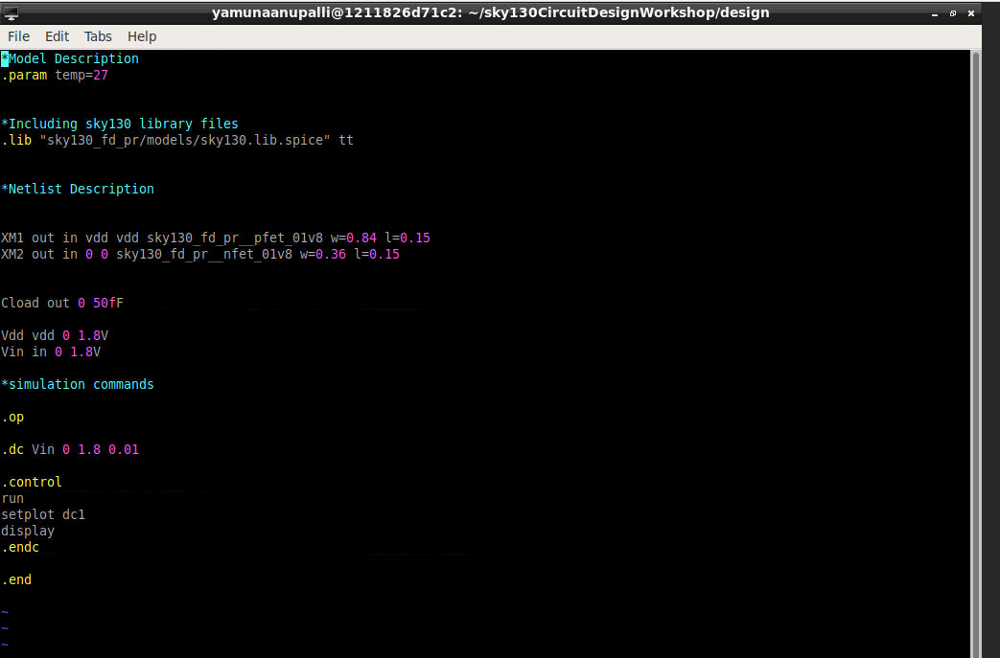 yamunaanupalli@1211826d71c2: ~/sky130CircuitDesignWorkshop/design
File Edit Tabs Help
*Model Description
.param temp=27
*Including sky130 library files
.lib "sky130_fd_pr/models/sky130.lib.spice" tt
*Netlist Description
XM1 out in vdd vdd sky130_fd_pr__pfet_01v8 w=0.84 l=0.15
XM2 out in 0 0 sky130_fd_pr__nfet_01v8 w=0.36 l=0.15
Cload out 0 50fF
Vdd vdd 0 1.8V
Vin in 0 1.8V
*simulation commands
.op
.dc Vin 0 1.8 0.01
.control
run
setplot dc1
display
.endc
.end
~
~
~